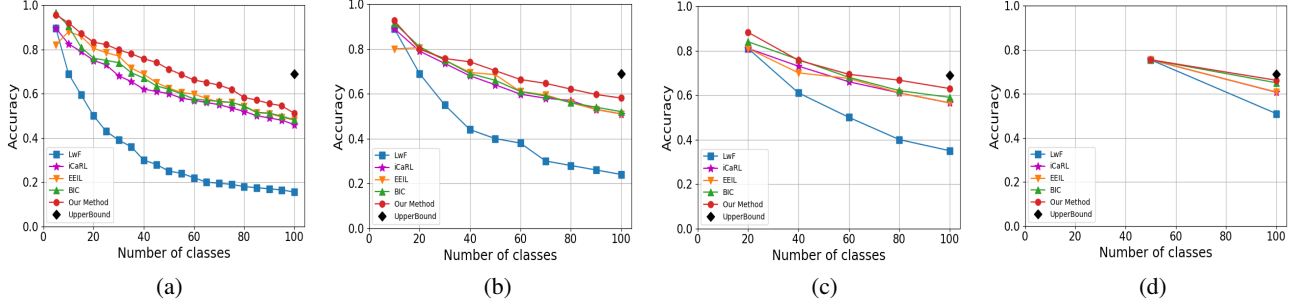 1.0
0.8
0.6
0.4
0.2
0.0
Accuracy
LwF
iCaRL
EEIL
BIC
Our Method
UpperBound
0 20 40 60 80 100
Number of classes
(a)
1.0
0.8
0.6
0.4
0.2
0.0
Accuracy
LwF
iCaRL
EEIL
BIC
Our Method
UpperBound
0 20 40 60 80 100
Number of classes
(b)
1.0
0.8
0.6
0.4
0.2
0.0
Accuracy
LwF
iCaRL
EEIL
BIC
Our Method
UpperBound
0 20 40 60 80 100
Number of classes
(c)
1.0
0.8
0.6
0.4
0.2
0.0
Accuracy
LwF
iCaRL
EEIL
BIC
Our Method
UpperBound
0 20 40 60 80 100
Number of classes
(d)